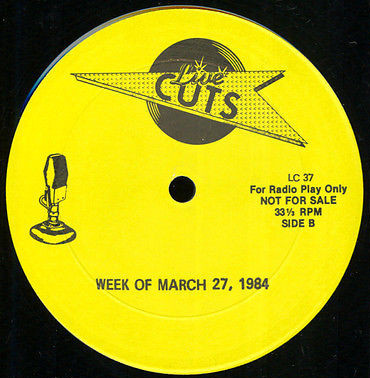 Live
CUTS
LC 37
For Radio Play Only
NOT FOR SALE
33⅓ RPM
SIDE B
WEEK OF MARCH 27, 1984